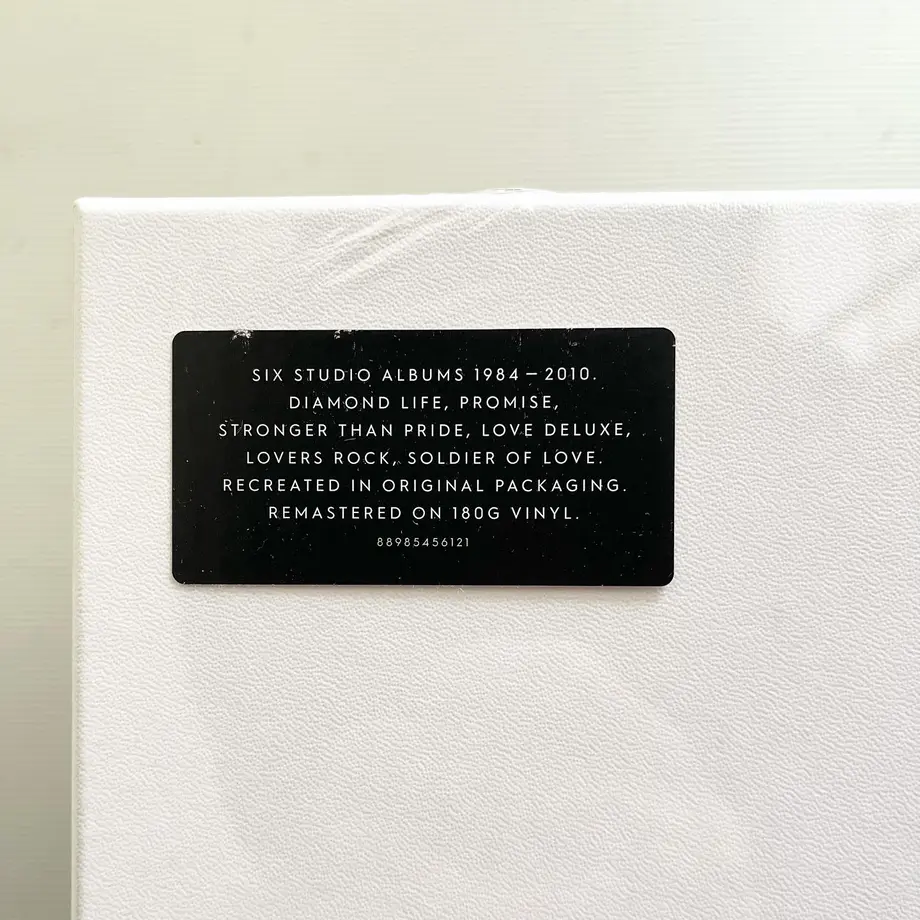 SIX STUDIO ALBUMS 1984 – 2010.
DIAMOND LIFE, PROMISE,
STRONGER THAN PRIDE, LOVE DELUXE,
LOVERS ROCK, SOLDIER OF LOVE.
RECREATED IN ORIGINAL PACKAGING.
REMASTERED ON 180G VINYL.
88985456121